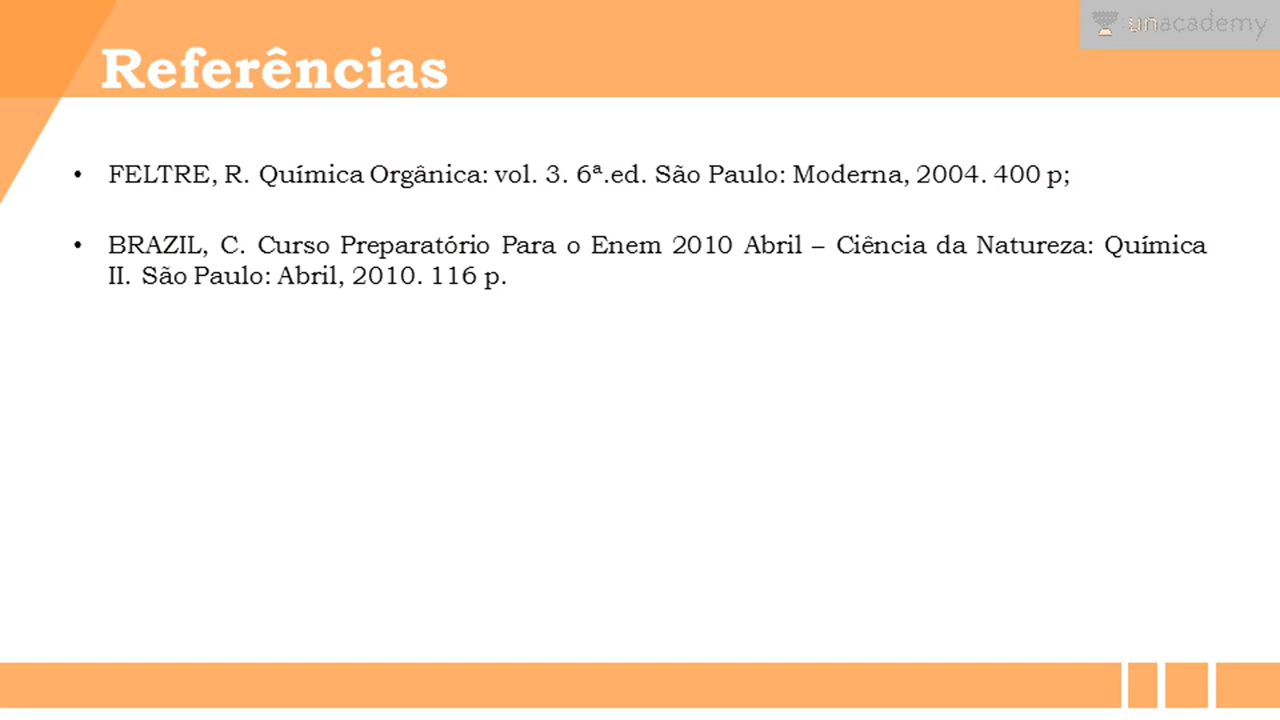 unacademy
Referências
• FELTRE, R. Química Orgânica: vol. 3. 6ª.ed. São Paulo: Moderna, 2004. 400 p;
• BRAZIL, C. Curso Preparatório Para o Enem 2010 Abril – Ciência da Natureza: Química
II. São Paulo: Abril, 2010. 116 p.